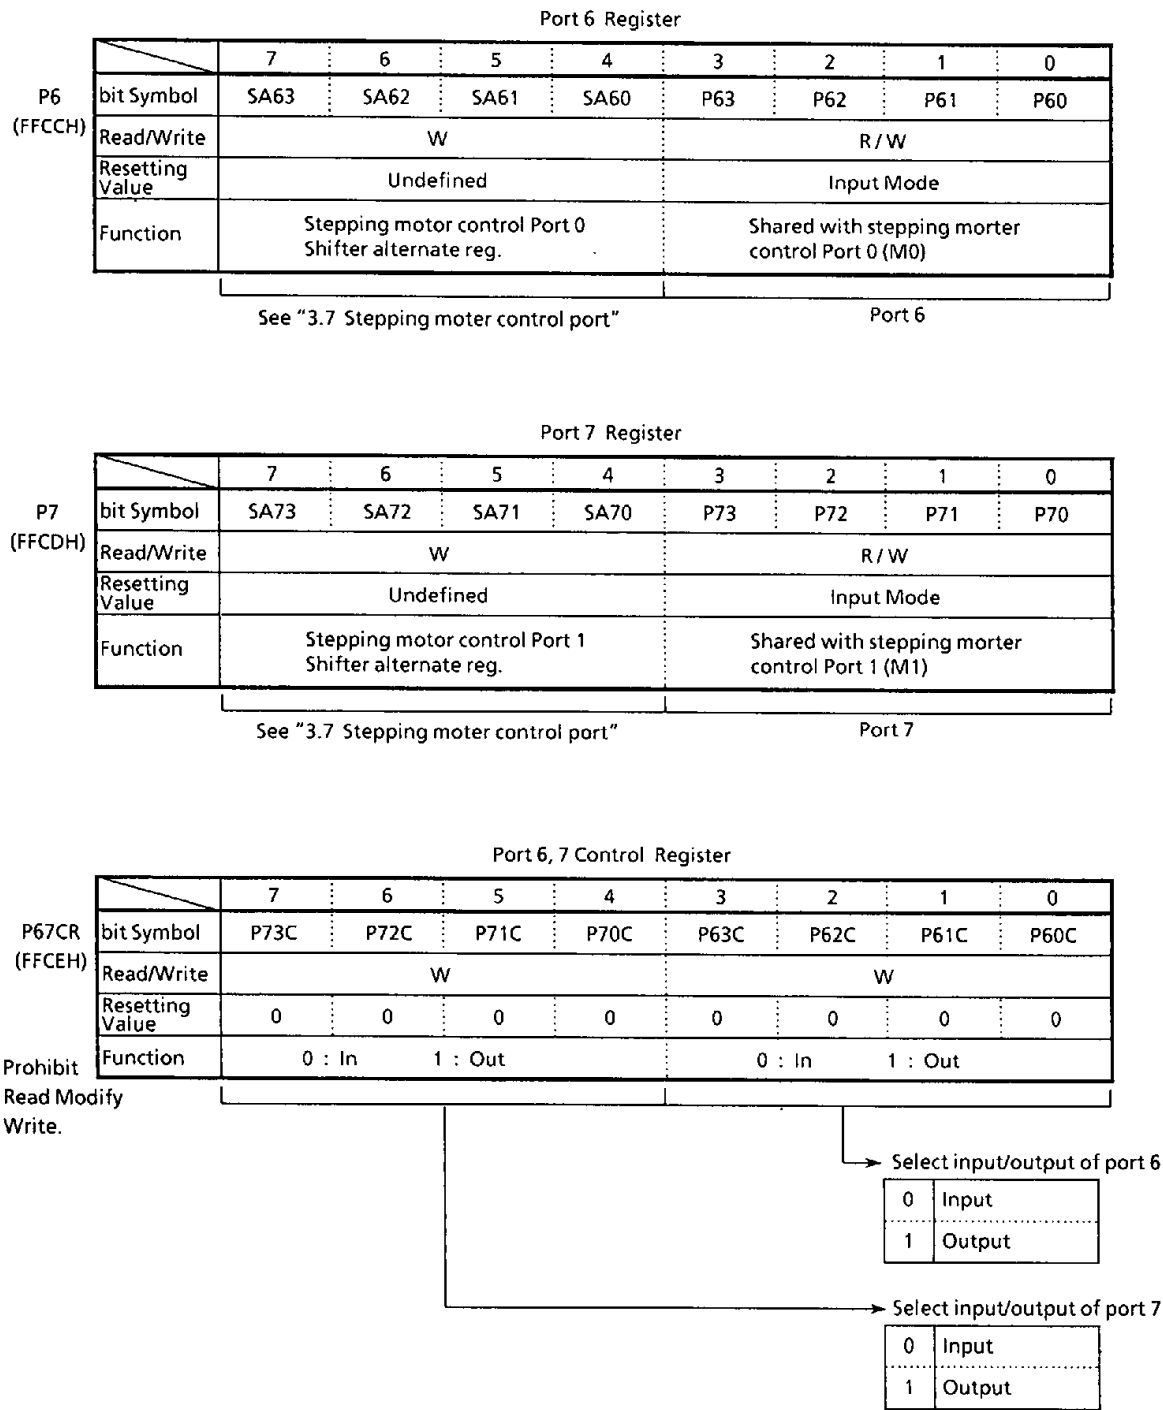 Port 6 Register
7 6 5 4 3 2 1 0
P6
(FFCCH)
bit Symbol SA63 SA62 SA61 SA60 P63 P62 P61 P60
Read/Write W R / W
Resetting
Value Undefined Input Mode
Function Stepping motor control Port 0
Shifter alternate reg.
Shared with stepping morter
control Port 0 (M0)
See "3.7 Stepping moter control port" Port 6
Port 7 Register
7 6 5 4 3 2 1 0
P7
(FFCDH)
bit Symbol SA73 SA72 SA71 SA70 P73 P72 P71 P70
Read/Write W R / W
Resetting
Value Undefined Input Mode
Function Stepping motor control Port 1
Shifter alternate reg.
Shared with stepping morter
control Port 1 (M1)
See "3.7 Stepping moter control port" Port 7
Port 6, 7 Control Register
7 6 5 4 3 2 1 0
P67CR
(FFCEH)
bit Symbol P73C P72C P71C P70C P63C P62C P61C P60C
Read/Write W W
Resetting
Value 0 0 0 0 0 0 0 0
Function 0 : In 1 : Out 0 : In 1 : Out
Prohibit
Read Modify
Write.
Select input/output of port 6
0 Input
1 Output
Select input/output of port 7
0 Input
1 Output